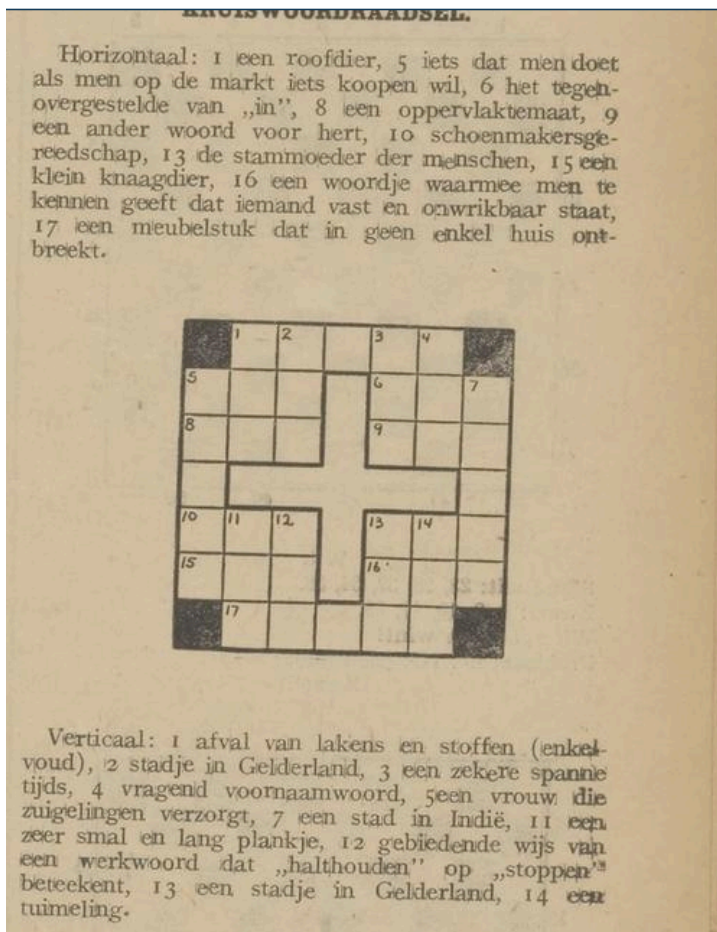 KRUISWOORDRAADSEL.
Horizontaal: 1 een roofdier, 5 iets dat men doet
als men op de markt iets koopen wil, 6 het tegen-
overgestelde van „in”, 8 een oppervlaktemaat, 9
een ander woord voor hert, 10 schoenmakersge-
reedschap, 13 de stammoeder der menschen, 15 een
klein knaagdier, 16 een woordje waarmee men te
kennen geeft dat iemand vast en onwrikbaar staat,
17 een meubelstuk dat in geen enkel huis ont-
breekt.
1 2 3 4
5 6 7
8 9
10 11 12 13 14
15 16
17
Verticaal: 1 afval van lakens en stoffen (enkel-
voud), 2 stadje in Gelderland, 3 een zekere spanne
tijds, 4 vragend voornaamwoord, 5een vrouw die
zuigelingen verzorgt, 7 een stad in Indië, 11 een
zeer smal en lang plankje, 12 gebiedende wijs van
een werkwoord dat „halthouden” op „stoppen”
beteekent, 13 een stadje in Gelderland, 14 een
tuimeling.